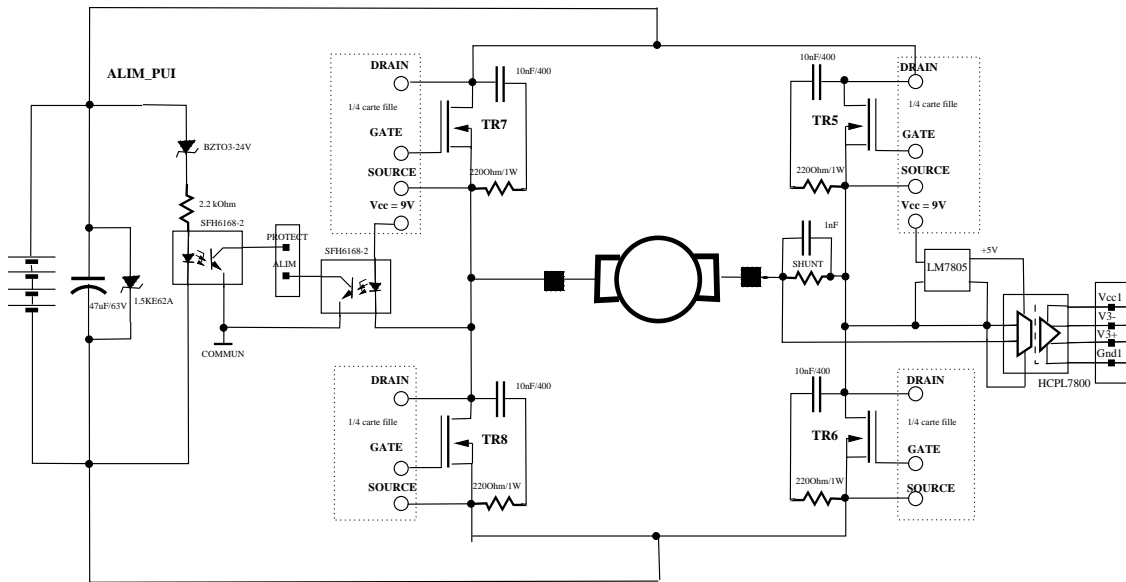 ALIM_PUI
BZTO3-24V
2.2 kOhm
SFH6168-2
PROTECT
ALIM
SFH6168-2
COMMUN
47uF/63V
1.5KE62A
DRAIN
10nF/400
1/4 carte fille
TR7
GATE
SOURCE
220Ohm/1W
Vcc = 9V
DRAIN
10nF/400
1/4 carte fille
TR8
GATE
SOURCE
220Ohm/1W
10nF/400
DRAIN
1/4 carte fille
TR5
GATE
SOURCE
220Ohm/1W
Vcc = 9V
1nF
SHUNT
LM7805
+5V
Vcc1
V3-
V3+
Gnd1
HCPL7800
10nF/400
DRAIN
1/4 carte fille
TR6
GATE
SOURCE
220Ohm/1W